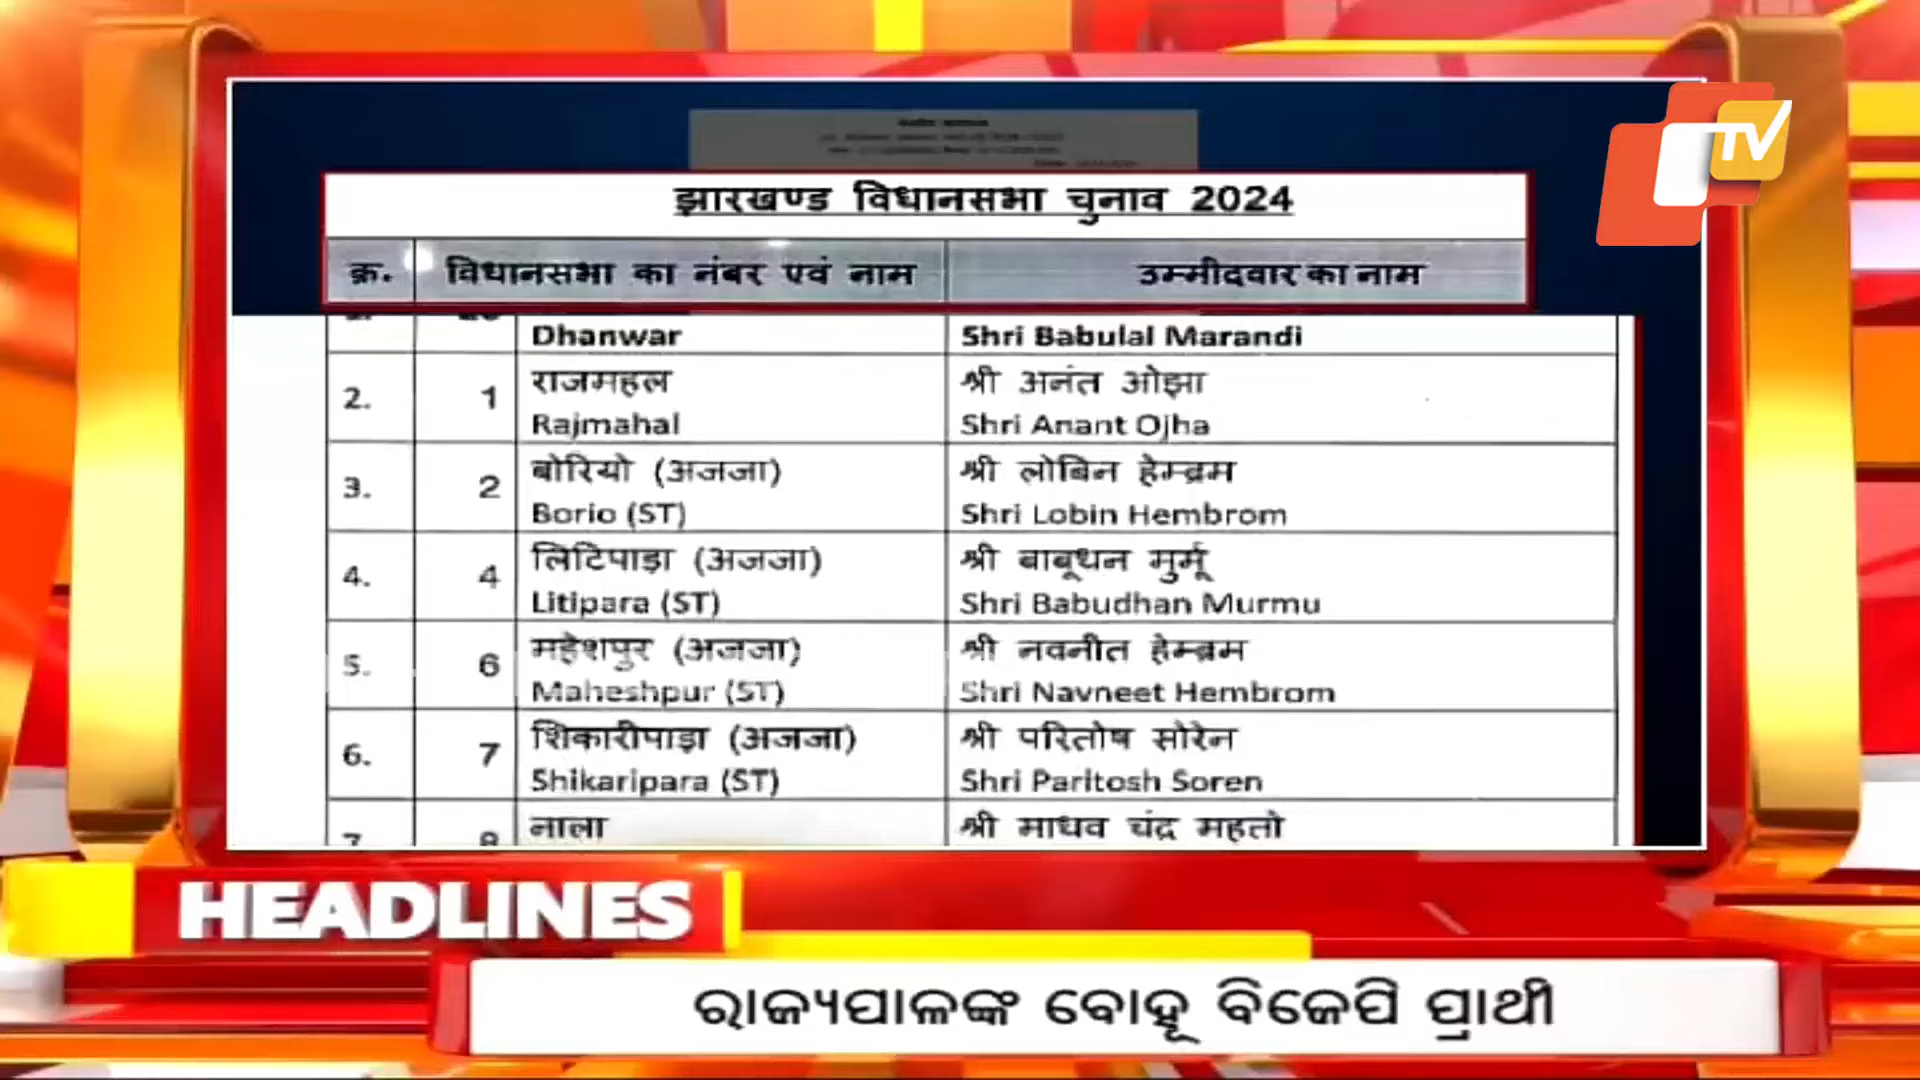 TV
झारखण्ड विधानसभा चुनाव 2024
क्र. विधानसभा का नंबर एवं नाम उम्मीदवार का नाम
Dhanwar Shri Babulal Marandi
2. 1 राजमहल श्री अनंत ओझा
Rajmahal Shri Anant Ojha
3. 2 बोरियो (अजजा) श्री लोबिन हेम्ब्रम
Borio (ST) Shri Lobin Hembrom
4. 4 लिटिपाड़ा (अजजा) श्री बाबूधन मुर्मू
Litipara (ST) Shri Babudhan Murmu
5. 6 महेशपुर (अजजा) श्री नवनीत हेम्ब्रम
Maheshpur (ST) Shri Navneet Hembrom
6. 7 शिकारीपाड़ा (अजजा) श्री परितोष सोरेन
Shikaripara (ST) Shri Paritosh Soren
7. 8 नाला श्री माधव चंद्र महतो
HEADLINES
ରାଜ୍ୟପାଳଙ୍କ ବୋହୂ ବିଜେପି ପ୍ରାର୍ଥୀ